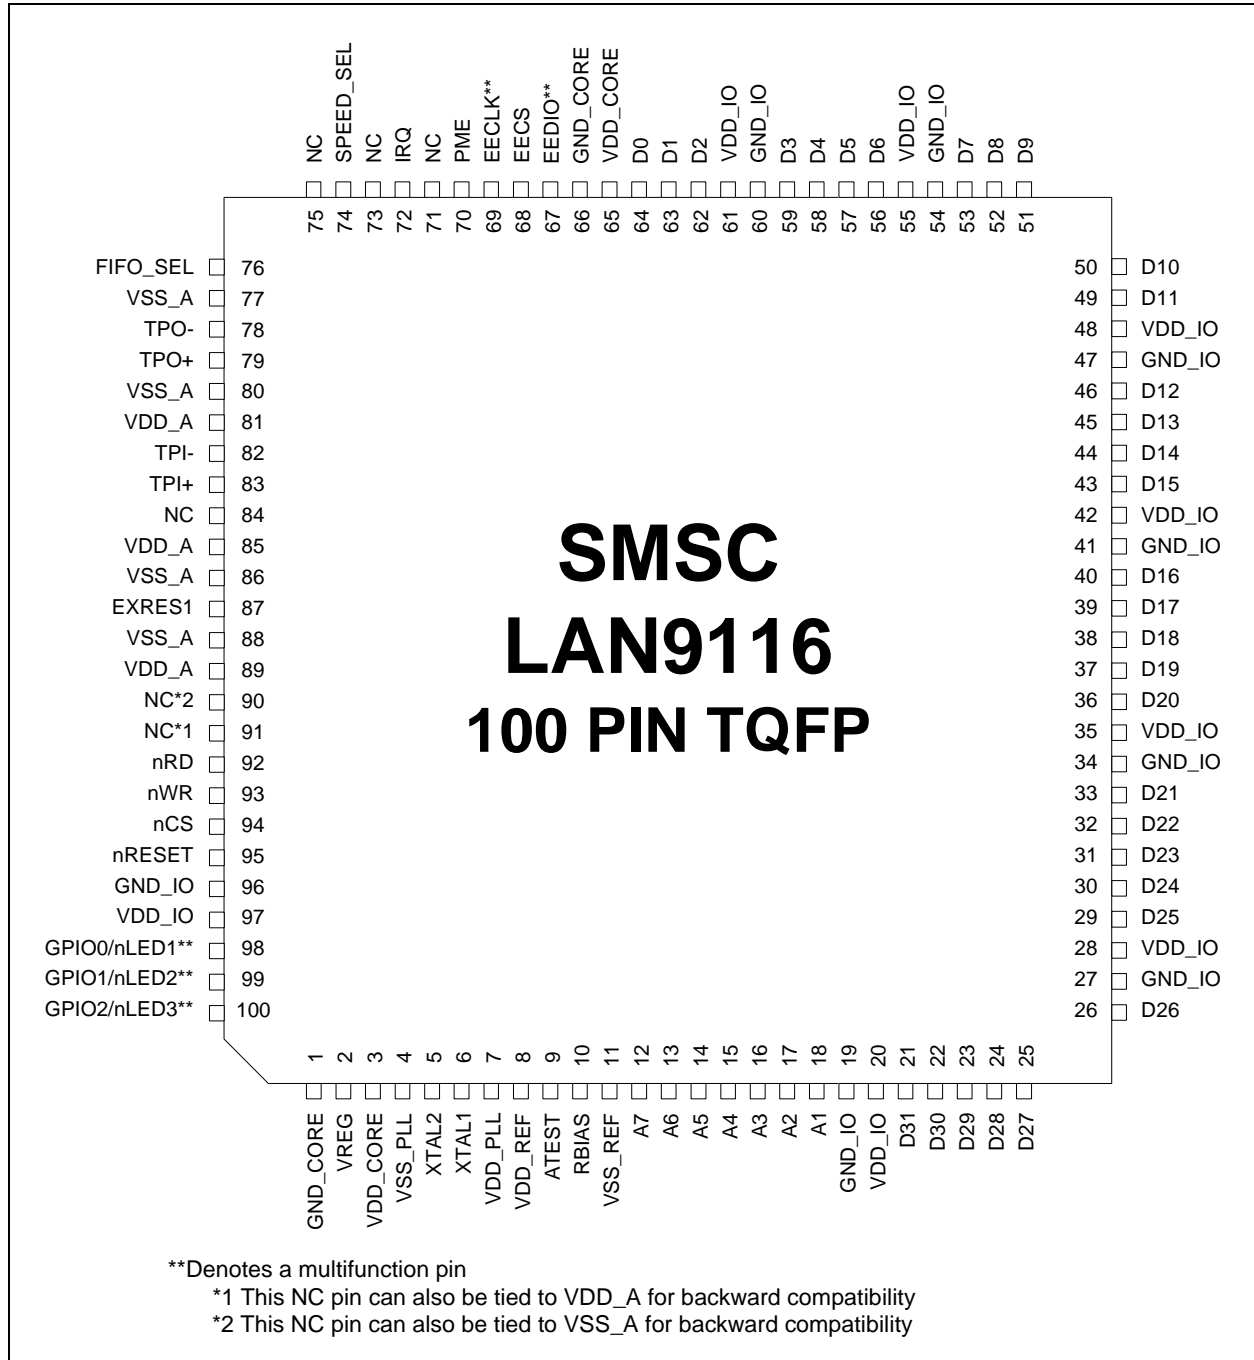 NC
SPEED_SEL
NC
IRQ
NC
PME
EECLK**
EECS
EEDIO**
GND_CORE
VDD_CORE
D0
D1
D2
VDD_IO
GND_IO
D3
D4
D5
D6
VDD_IO
GND_IO
D7
D8
D9
75
74
73
72
71
70
69
68
67
66
65
64
63
62
61
60
59
58
57
56
55
54
53
52
51
FIFO_SEL 76
VSS_A 77
TPO- 78
TPO+ 79
VSS_A 80
VDD_A 81
TPI- 82
TPI+ 83
NC 84
VDD_A 85
VSS_A 86
EXRES1 87
VSS_A 88
VDD_A 89
NC*2 90
NC*1 91
nRD 92
nWR 93
nCS 94
nRESET 95
GND_IO 96
VDD_IO 97
GPIO0/nLED1** 98
GPIO1/nLED2** 99
GPIO2/nLED3** 100
SMSC
LAN9116
100 PIN TQFP
50 D10
49 D11
48 VDD_IO
47 GND_IO
46 D12
45 D13
44 D14
43 D15
42 VDD_IO
41 GND_IO
40 D16
39 D17
38 D18
37 D19
36 D20
35 VDD_IO
34 GND_IO
33 D21
32 D22
31 D23
30 D24
29 D25
28 VDD_IO
27 GND_IO
26 D26
1
2
3
4
5
6
7
8
9
10
11
12
13
14
15
16
17
18
19
20
21
22
23
24
25
GND_CORE
VREG
VDD_CORE
VSS_PLL
XTAL2
XTAL1
VDD_PLL
VDD_REF
ATEST
RBIAS
VSS_REF
A7
A6
A5
A4
A3
A2
A1
GND_IO
VDD_IO
D31
D30
D29
D28
D27
**Denotes a multifunction pin
*1 This NC pin can also be tied to VDD_A for backward compatibility
*2 This NC pin can also be tied to VSS_A for backward compatibility